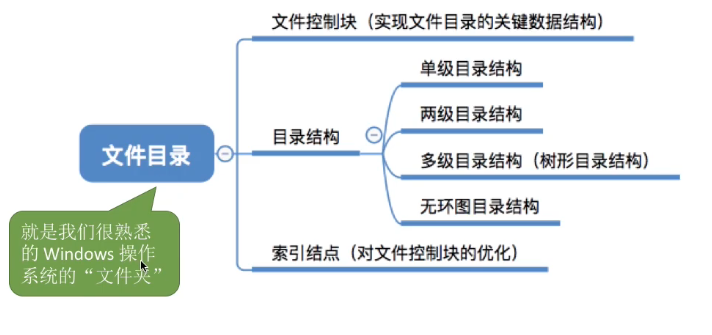 文件控制块（实现文件目录的关键数据结构）
单级目录结构
两级目录结构
目录结构
文件目录
多级目录结构（树形目录结构）
无环图目录结构
就是我们很熟悉
的 Windows 操作
系统的“文件夹”
索引结点（对文件控制块的优化）